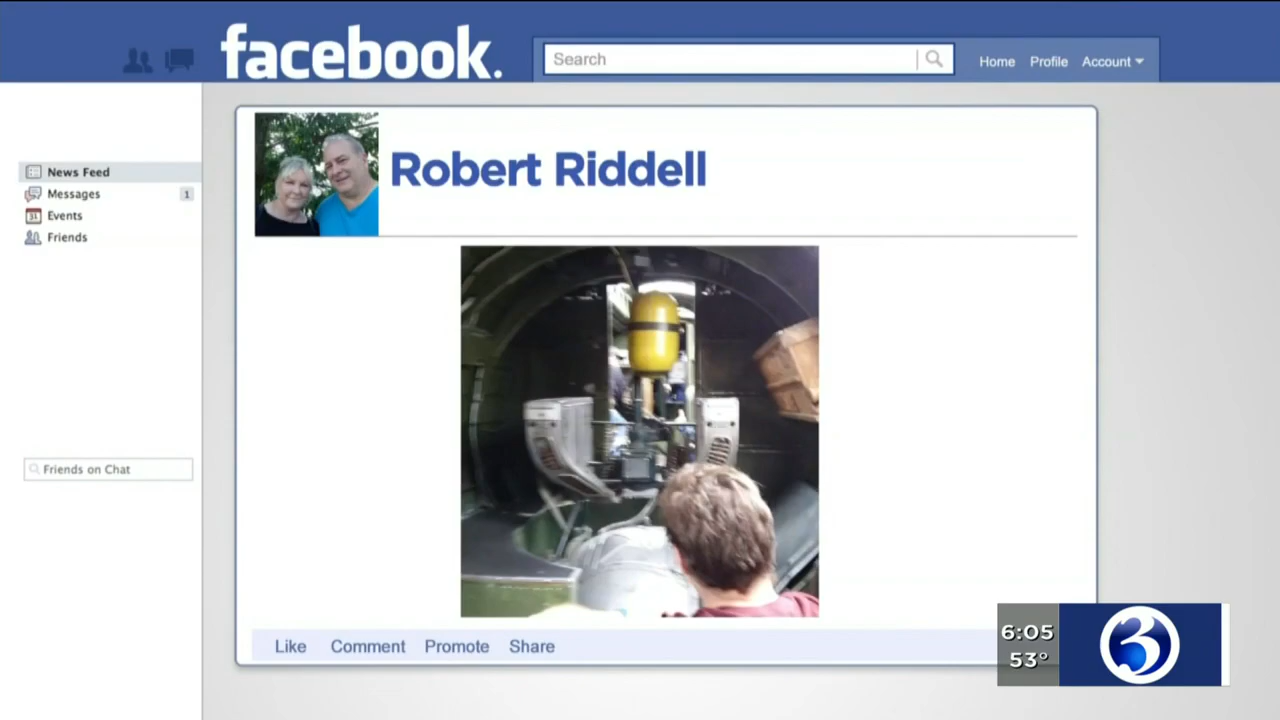 facebook.
Search
Home Profile Account
News Feed
Messages 1
Events
Friends
Robert Riddell
Friends on Chat
Like Comment Promote Share
6:05
53°
3